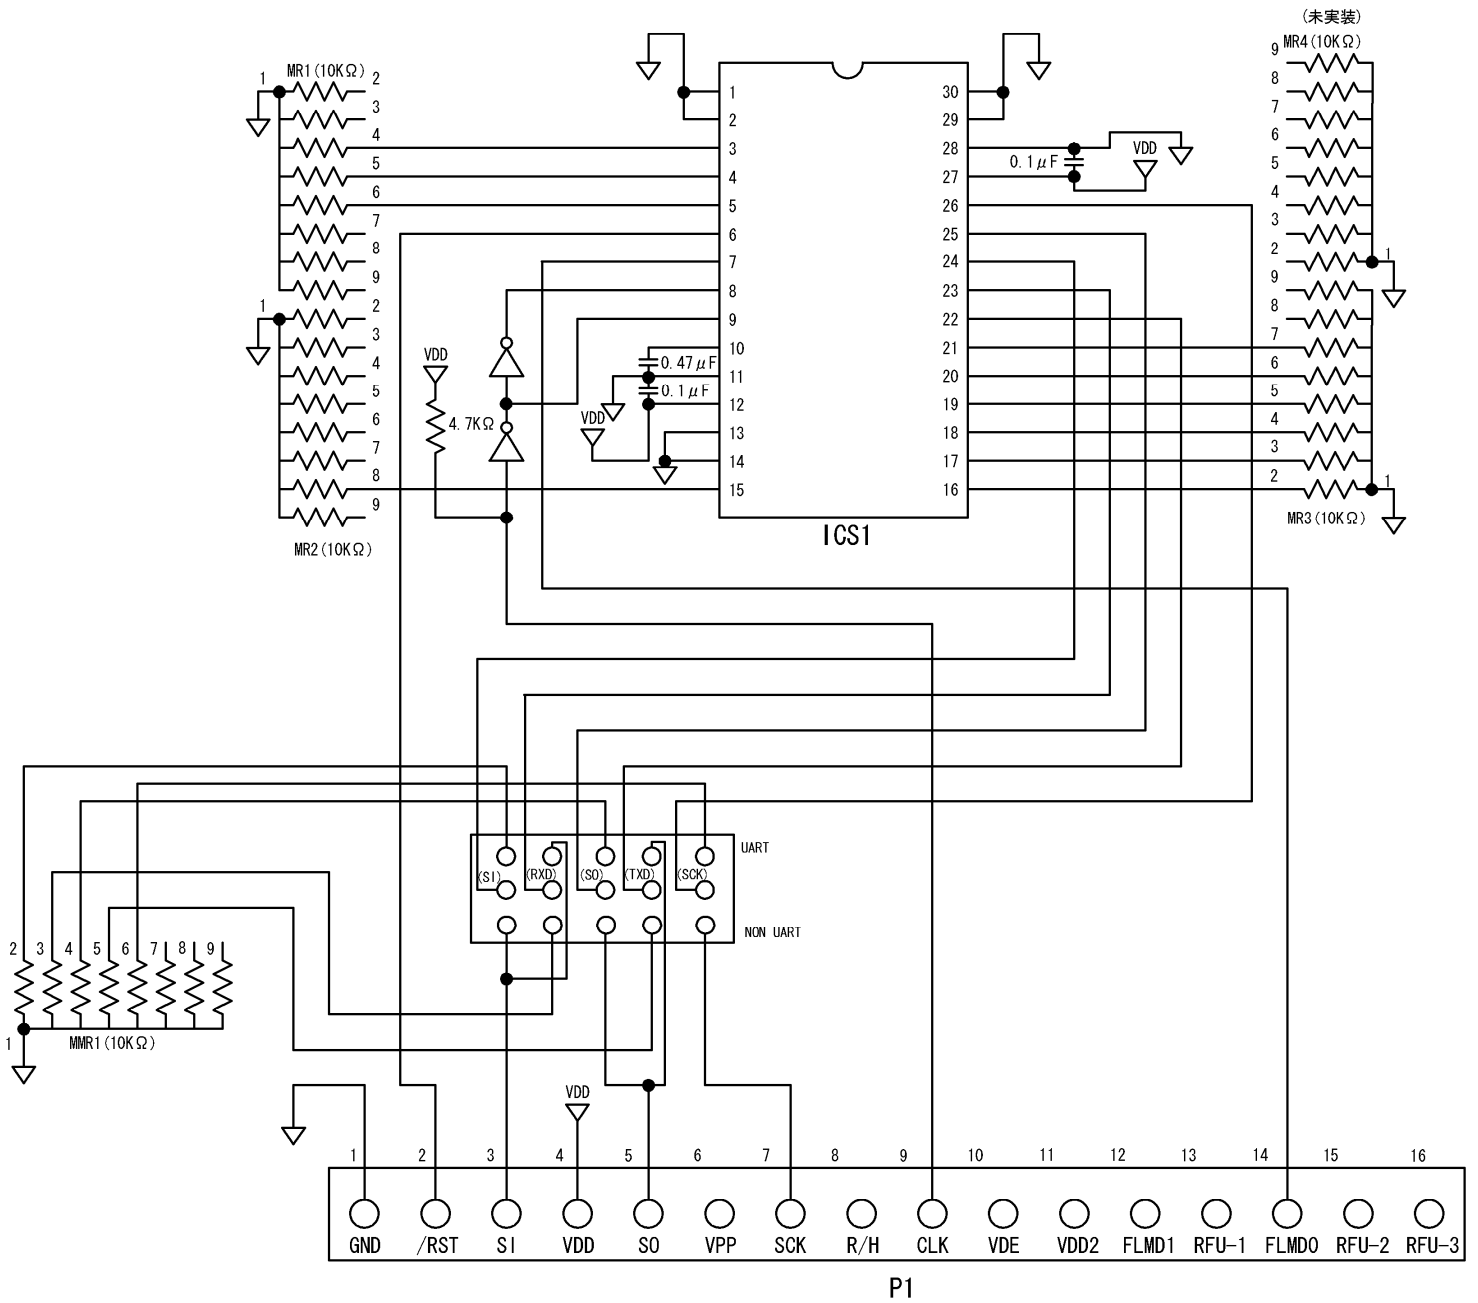 (未実装)
MR4(10KΩ)
MR1(10KΩ)
1
2
3
4
5
6
7
8
9
1
2
3
4
5
6
7
8
9
MR2(10KΩ)
VDD
4.7KΩ
0.47μF
0.1μF
VDD
1
2
3
4
5
6
7
8
9
10
11
12
13
14
15
30
29
28
27
26
25
24
23
22
21
20
19
18
17
16
ICS1
0.1μF
VDD
9
8
7
6
5
4
3
2
1
9
8
7
6
5
4
3
2
1
MR3(10KΩ)
UART
(SI)
(RXD)
(SO)
(TXD)
(SCK)
NON UART
2
3
4
5
6
7
8
9
1
MMR1(10KΩ)
VDD
1
2
3
4
5
6
7
8
9
10
11
12
13
14
15
16
GND
/RST
SI
VDD
SO
VPP
SCK
R/H
CLK
VDE
VDD2
FLMD1
RFU-1
FLMD0
RFU-2
RFU-3
P1